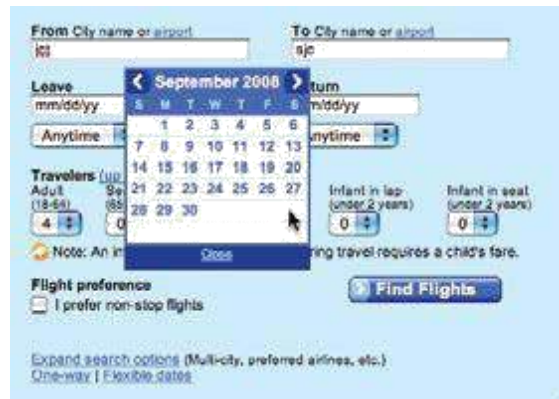 From City name or airport To City name or airport
sjc
Leave turn
mm/dd/yy m/dd/yy
September 2008
S M T W T F S
Anytime nytime
1 2 3 4 5 6
7 8 9 10 11 12 13
14 15 16 17 18 19 20
21 22 23 24 25 26 27
28 29 30
Close
Travelers (up
Adult Se Infant in lap Infant in seat
(18-64) (65 (under 2 years) (under 2 years)
4 0 0 0
Note: An in ring travel requires a child's fare.
Flight preference
I prefer non-stop flights
Find Flights
Expand search options (Multi-city, preferred airlines, etc.)
One-way | Flexible dates